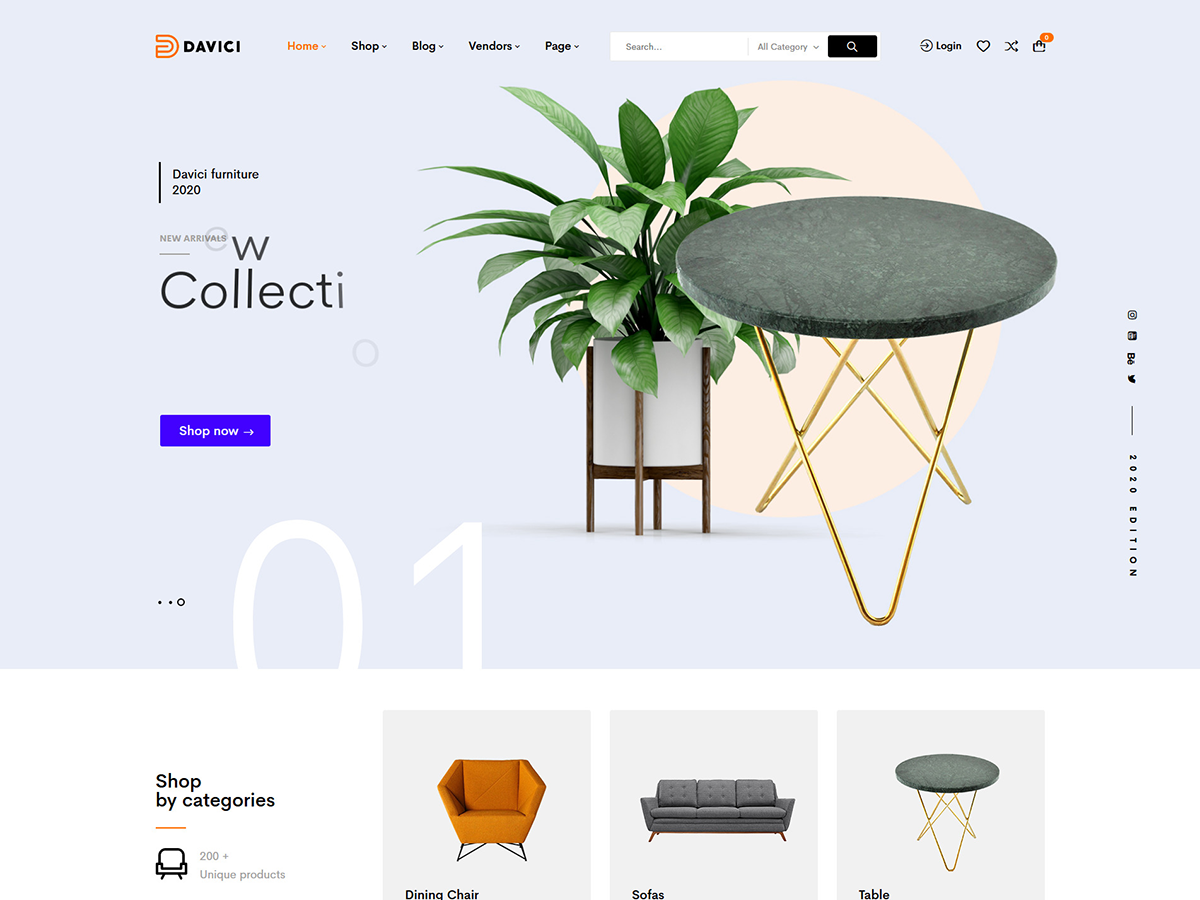 DAVICI
Home
Shop
Blog
Vendors
Page
Search...
All Category
Login
0
Davici furniture
2020
NEW ARRIVALS
e w
Collecti
o
Shop now →
01
2020 EDITION
Shop
by categories
200 +
Unique products
Dining Chair
Sofas
Table